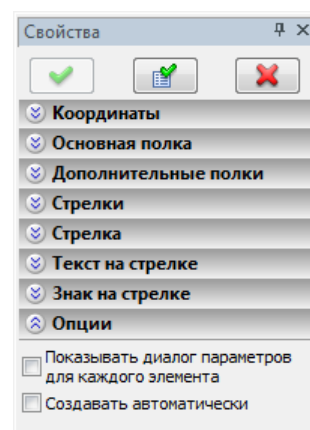 Свойства
Координаты
Основная полка
Дополнительные полки
Стрелки
Стрелка
Текст на стрелке
Знак на стрелке
Опции
Показывать диалог параметров
для каждого элемента
Создавать автоматически